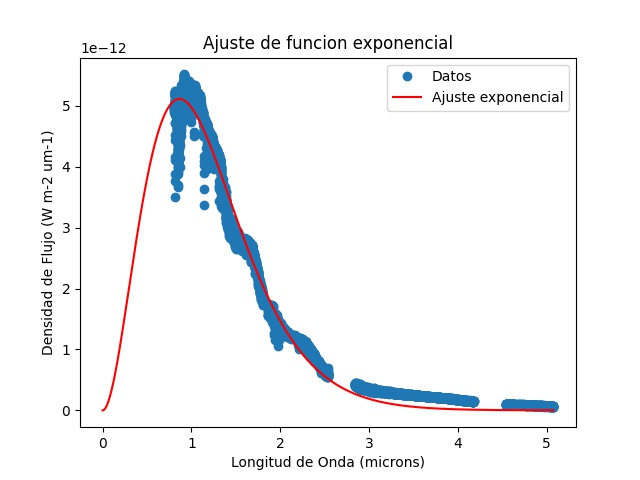 Ajuste de funcion exponencial
1e−12
Datos
Ajuste exponencial
5
4
3
2
1
0
Densidad de Flujo (W m-2 um-1)
0 1 2 3 4 5
Longitud de Onda (microns)